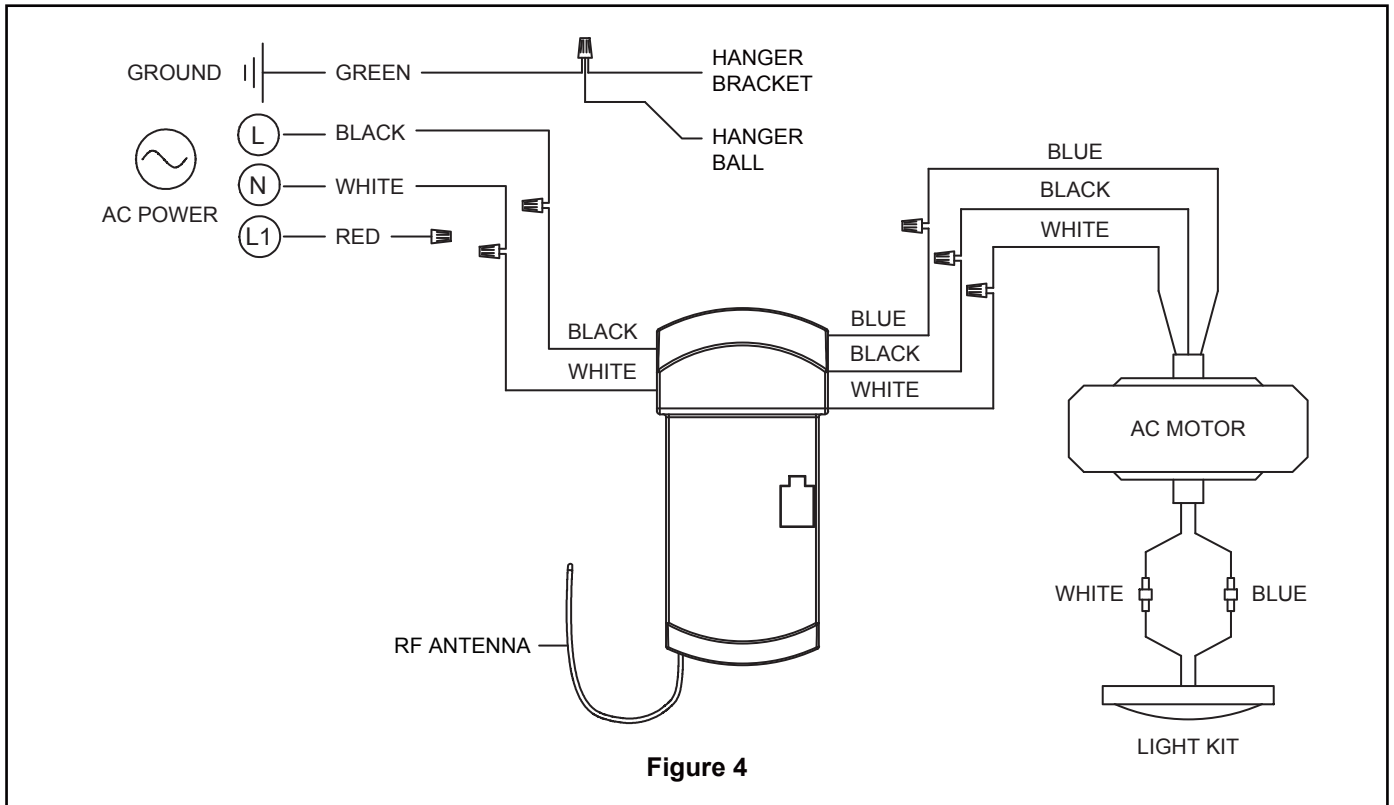 GROUND
GREEN
HANGER
BRACKET
HANGER
BALL
L
BLACK
N
WHITE
AC POWER
L1
RED
BLUE
BLACK
WHITE
BLACK
WHITE
BLUE
BLACK
WHITE
AC MOTOR
WHITE
BLUE
RF ANTENNA
LIGHT KIT
Figure 4